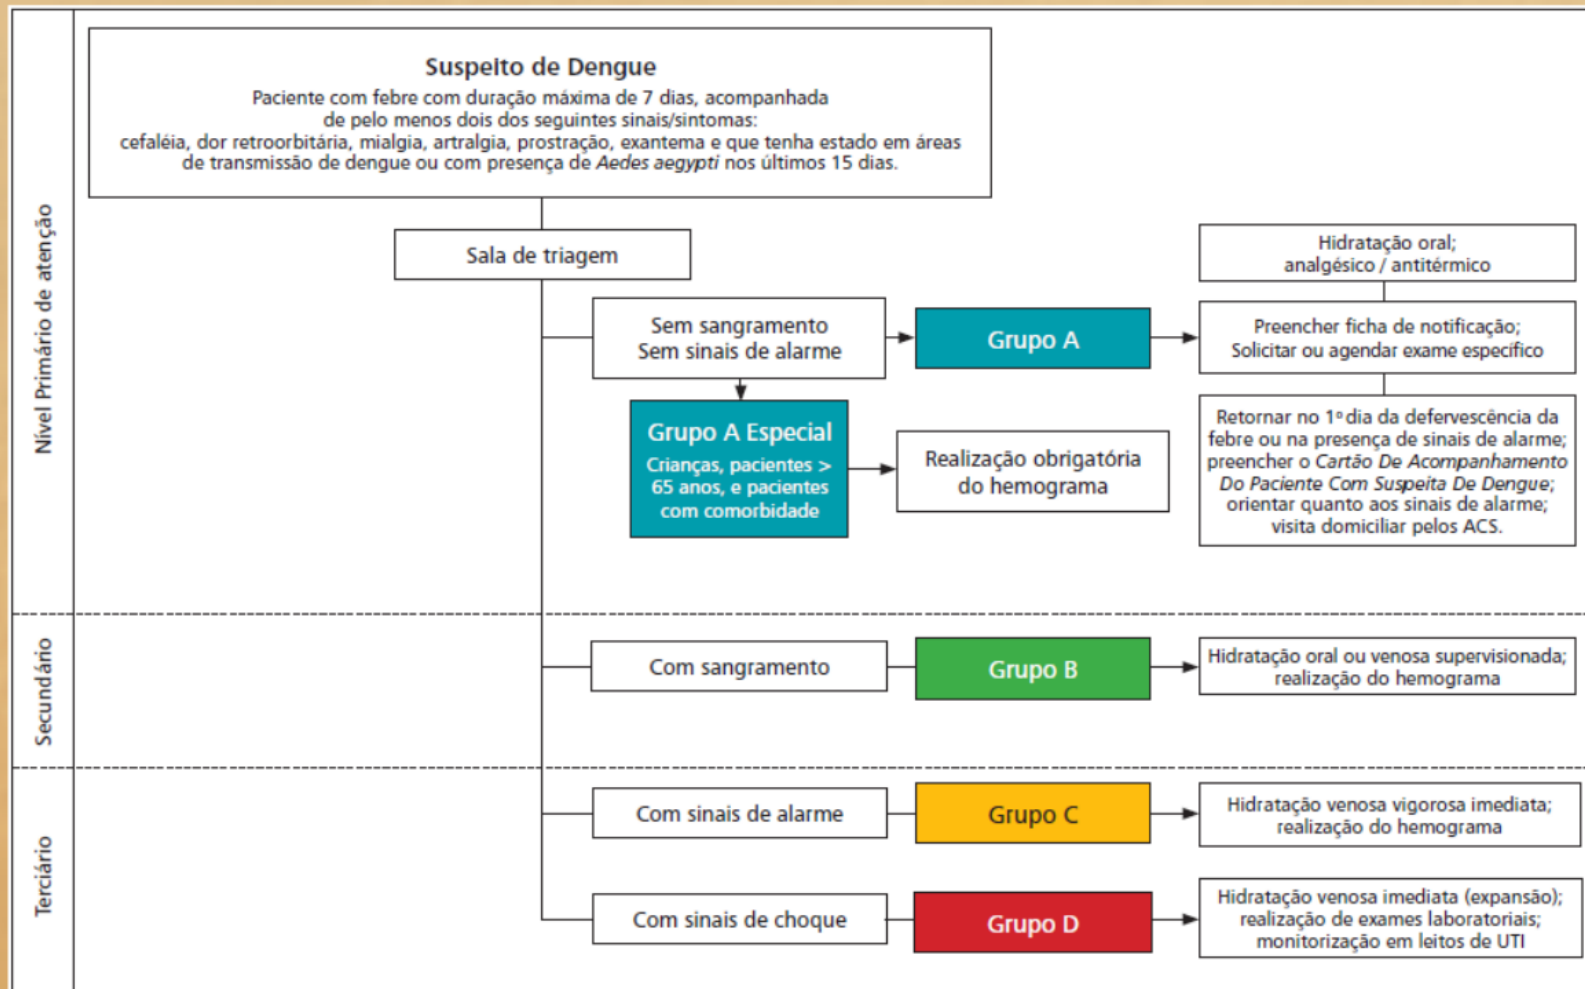 Nível Primário de atenção
Suspeito de Dengue
Paciente com febre com duração máxima de 7 dias, acompanhada
de pelo menos dois dos seguintes sinais/sintomas:
cefaléia, dor retroorbitária, mialgia, artralgia, prostração, exantema e que tenha estado em áreas
de transmissão de dengue ou com presença de Aedes aegypti nos últimos 15 dias.
Sala de triagem
Sem sangramento
Sem sinais de alarme
Grupo A
Hidratação oral;
analgésico / antitérmico
Preencher ficha de notificação;
Solicitar ou agendar exame específico
Retornar no 1º dia da defervescência da
febre ou na presença de sinais de alarme;
preencher o Cartão De Acompanhamento
Do Paciente Com Suspeita De Dengue;
orientar quanto aos sinais de alarme;
visita domiciliar pelos ACS.
Grupo A Especial
Crianças, pacientes >
65 anos, e pacientes
com comorbidade
Realização obrigatória
do hemograma
Secundário
Com sangramento
Grupo B
Hidratação oral ou venosa supervisionada;
realização do hemograma
Terciário
Com sinais de alarme
Grupo C
Hidratação venosa vigorosa imediata;
realização do hemograma
Com sinais de choque
Grupo D
Hidratação venosa imediata (expansão);
realização de exames laboratoriais;
monitorização em leitos de UTI